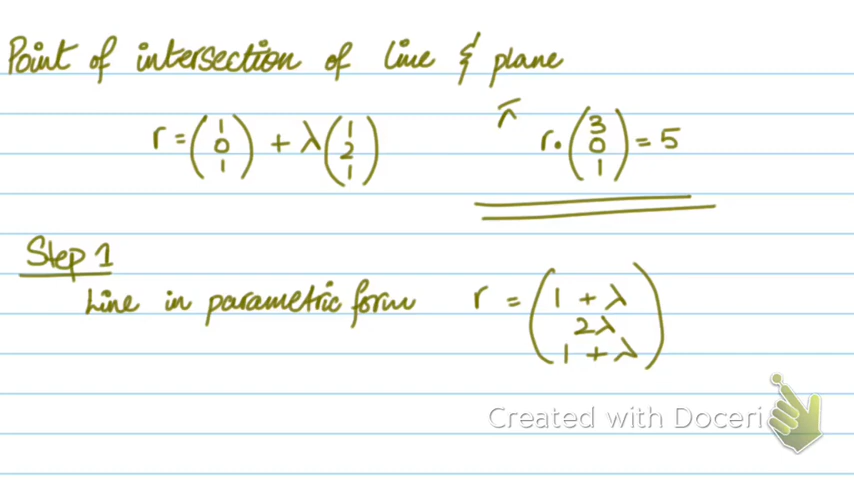 Point of intersection of line & plane
r = (1 0 1) + λ (1 2 1)
π r. (3 0 1) = 5
Step 1
Line in parametric form r = (1 + λ 2λ 1 + λ)
Created with Doceri